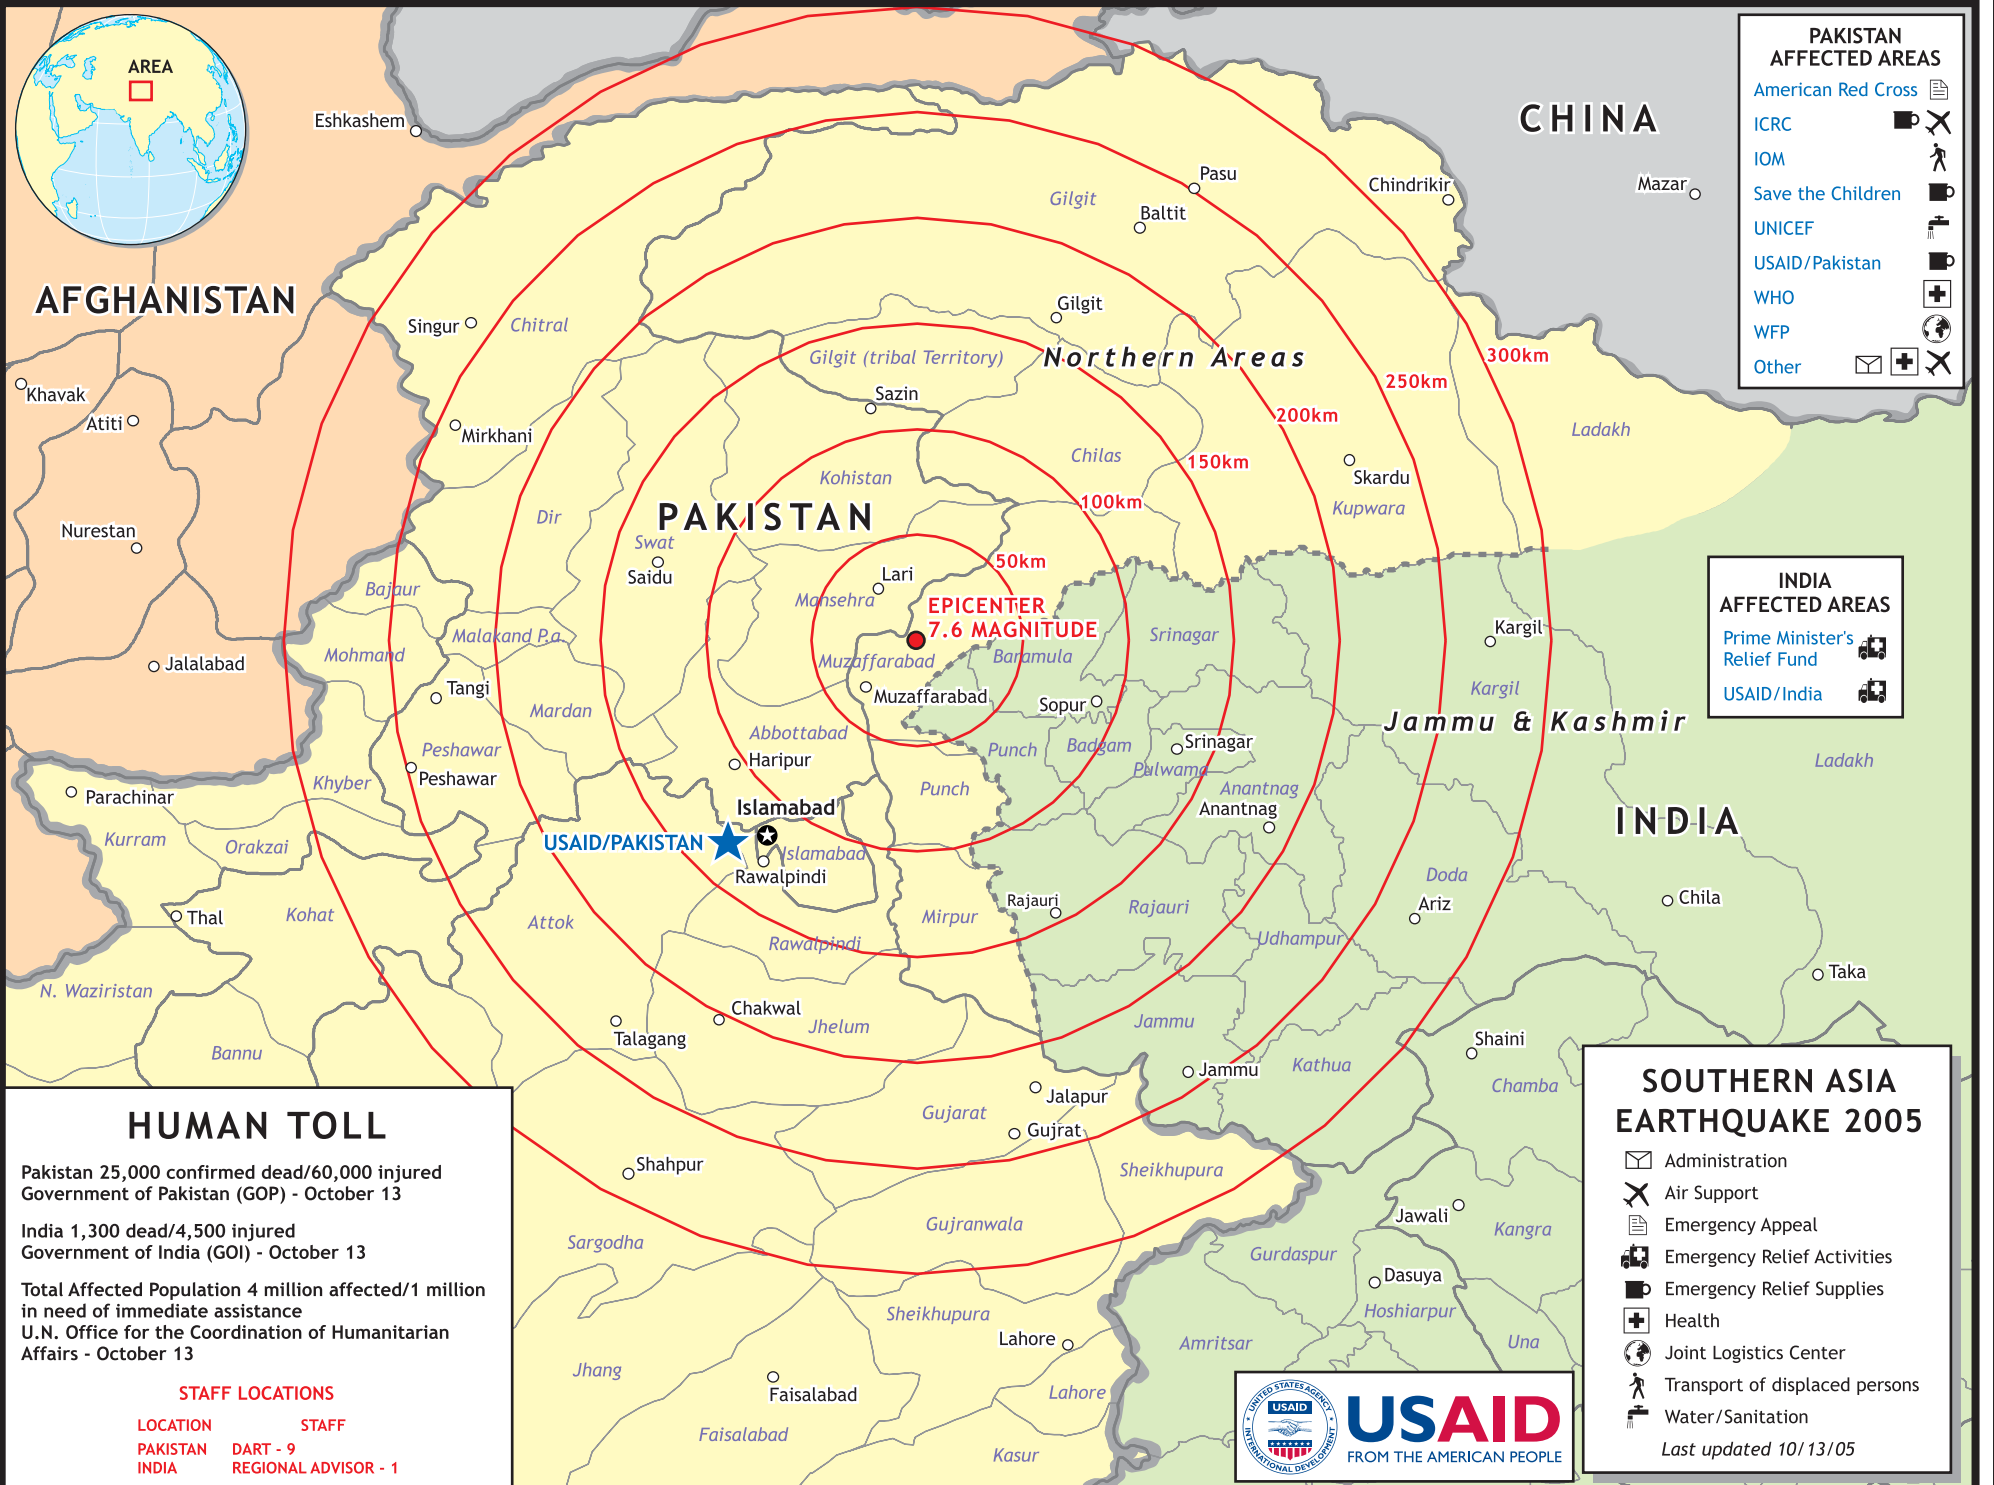 AREA
Eshkashem
AFGHANISTAN
CHINA
Mazar
Chindrikir
Pasu
Gilgit
Baltit
Singur
Chitral
Gilgit
Gilgit (tribal Territory)
Northern Areas
300km
250km
200km
150km
100km
50km
Khavak
Atiti
Mirkhani
Sazin
Chilas
Ladakh
Skardu
Kupwara
Kohistan
PAKISTAN
Dir
Swat
Saidu
Nurestan
Lari
Mansehra
EPICENTER
7.6 MAGNITUDE
Bajaur
Malakand P.a.
Mohmand
Jalalabad
Muzaffarabad
Muzaffarabad
Baramula
Srinagar
Kargil
Kargil
Tangi
Mardan
Sopur
Jammu & Kashmir
Abbottabad
Haripur
Punch
Badgam
Srinagar
Pulwama
Peshawar
Peshawar
Khyber
Parachinar
Punch
Anantnag
Anantnag
Ladakh
INDIA
Islamabad
USAID/PAKISTAN
Islamabad
Rawalpindi
Kurram
Orakzai
Doda
Ariz
Chila
Thal
Kohat
Attok
Rawalpindi
Mirpur
Rajauri
Rajauri
Udhampur
Taka
N. Waziristan
Chakwal
Jhelum
Talagang
Jammu
Jammu
Kathua
Shaini
Chamba
Bannu
Jalapur
Gujarat
Gujrat
Shahpur
Sheikhupura
Gujranwala
Sargodha
Jawali
Kangra
Gurdaspur
Dasuya
Hoshiarpur
Sheikhupura
Lahore
Amritsar
Una
Jhang
Faisalabad
Lahore
Faisalabad
Kasur
PAKISTAN
AFFECTED AREAS
American Red Cross
ICRC
IOM
Save the Children
UNICEF
USAID/Pakistan
WHO
WFP
Other
INDIA
AFFECTED AREAS
Prime Minister's
Relief Fund
USAID/India
HUMAN TOLL
Pakistan 25,000 confirmed dead/60,000 injured
Government of Pakistan (GOP) - October 13
India 1,300 dead/4,500 injured
Government of India (GOI) - October 13
Total Affected Population 4 million affected/1 million
in need of immediate assistance
U.N. Office for the Coordination of Humanitarian
Affairs - October 13
STAFF LOCATIONS
LOCATION STAFF
PAKISTAN DART - 9
INDIA REGIONAL ADVISOR - 1
UNITED STATES AGENCY
USAID
INTERNATIONAL DEVELOPMENT
USAID
FROM THE AMERICAN PEOPLE
SOUTHERN ASIA
EARTHQUAKE 2005
Administration
Air Support
Emergency Appeal
Emergency Relief Activities
Emergency Relief Supplies
Health
Joint Logistics Center
Transport of displaced persons
Water/Sanitation
Last updated 10/13/05